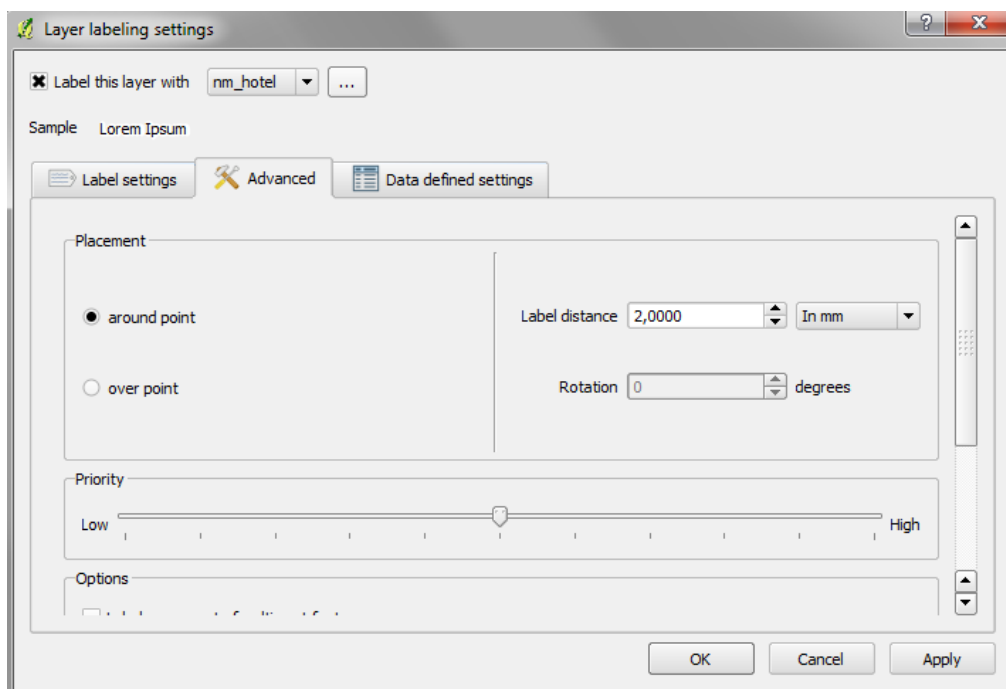 Layer labeling settings
?
Label this layer with nm_hotel ...
Sample Lorem Ipsum
Label settings Advanced Data defined settings
Placement
around point Label distance 2,0000 In mm
over point Rotation 0 degrees
Priority
Low High
Options
OK Cancel Apply